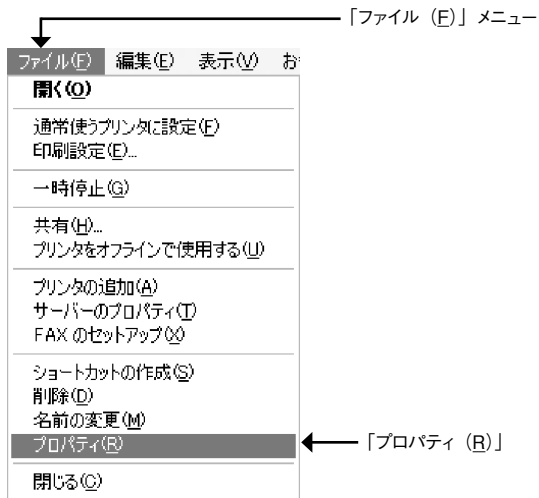 「ファイル（F）」メニュー
ファイル(F) 編集(E) 表示(V) お
開く(O)
通常使うプリンタに設定(F)
印刷設定(E)...
一時停止(G)
共有(H)...
プリンタをオフラインで使用する(U)
プリンタの追加(A)
サーバーのプロパティ(T)
FAX のセットアップ(X)
ショートカットの作成(S)
削除(D)
名前の変更(M)
プロパティ(R) 「プロパティ（R）」
閉じる(C)